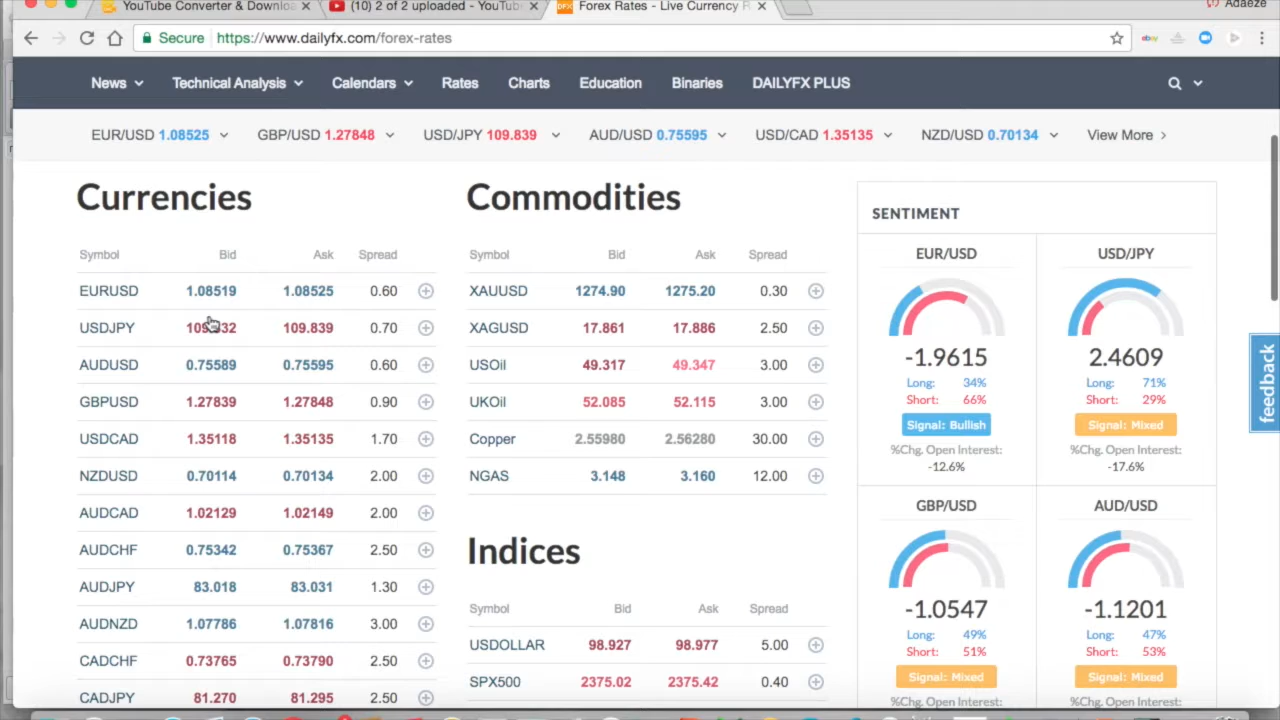 YouTube Converter & Downloa
(10) 2 of 2 uploaded - YouTube
DFX Forex Rates - Live Currency R
Adaeze
Secure https://www.dailyfx.com/forex-rates
ebay
News Technical Analysis Calendars Rates Charts Education Binaries DAILYFX PLUS
EUR/USD 1.08525 GBP/USD 1.27848 USD/JPY 109.839 AUD/USD 0.75595 USD/CAD 1.35135 NZD/USD 0.70134 View More
Currencies
Symbol Bid Ask Spread
EURUSD 1.08519 1.08525 0.60
USDJPY 109.839 0.70
AUDUSD 0.75589 0.75595 0.60
GBPUSD 1.27839 1.27848 0.90
USDCAD 1.35118 1.35135 1.70
NZDUSD 0.70114 0.70134 2.00
AUDCAD 1.02129 1.02149 2.00
AUDCHF 0.75342 0.75367 2.50
AUDJPY 83.018 83.031 1.30
AUDNZD 1.07786 1.07816 3.00
CADCHF 0.73765 0.73790 2.50
CADJPY 81.270 81.295 2.50
Commodities
Symbol Bid Ask Spread
XAUUSD 1274.90 1275.20 0.30
XAGUSD 17.861 17.886 2.50
USOil 49.317 49.347 3.00
UKOil 52.085 52.115 3.00
Copper 2.55980 2.56280 30.00
NGAS 3.148 3.160 12.00
Indices
Symbol Bid Ask Spread
USDOLLAR 98.927 98.977 5.00
SPX500 2375.02 2375.42 0.40
SENTIMENT
EUR/USD
-1.9615
Long: 34%
Short: 66%
Signal: Bullish
%Chg. Open Interest:
-12.6%
USD/JPY
2.4609
Long: 71%
Short: 29%
Signal: Mixed
%Chg. Open Interest:
-17.6%
GBP/USD
-1.0547
Long: 49%
Short: 51%
Signal: Mixed
%Chg. Open Interest:
AUD/USD
-1.1201
Long: 47%
Short: 53%
Signal: Mixed
%Chg. Open Interest:
feedback